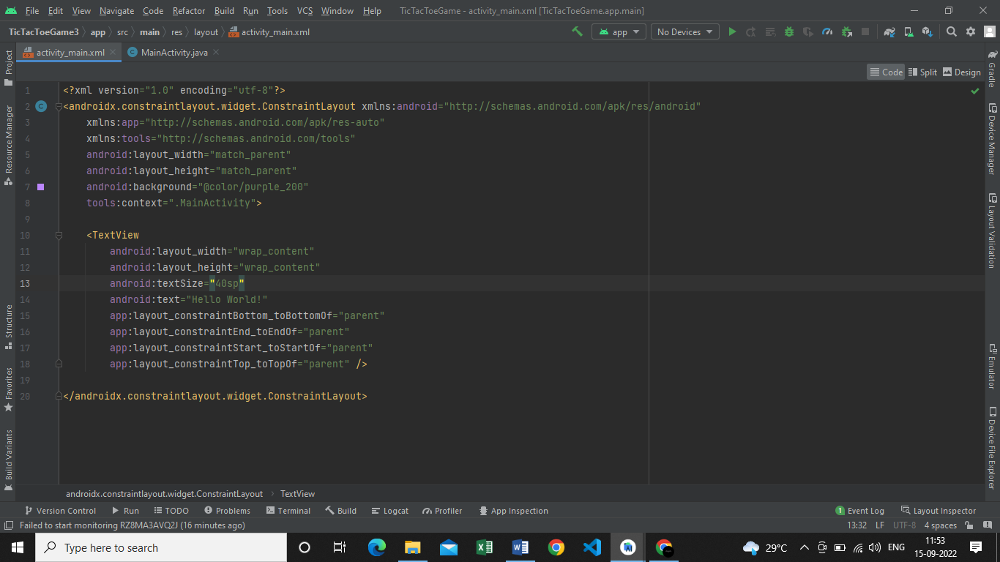 File Edit View Navigate Code Refactor Build Run Tools VCS Window Help TicTacToeGame - activity_main.xml [TicTacToeGame.app.main]
TicTacToeGame3 app src main res layout activity_main.xml app No Devices
Project
activity_main.xml MainActivity.java
Gradle
Code Split Design
1 <?xml version="1.0" encoding="utf-8"?>
2 <androidx.constraintlayout.widget.ConstraintLayout xmlns:android="http://schemas.android.com/apk/res/android"
3 xmlns:app="http://schemas.android.com/apk/res-auto"
4 xmlns:tools="http://schemas.android.com/tools"
5 android:layout_width="match_parent"
6 android:layout_height="match_parent"
7 android:background="@color/purple_200"
8 tools:context=".MainActivity">
9
10 <TextView
11 android:layout_width="wrap_content"
12 android:layout_height="wrap_content"
13 android:textSize="40sp"
14 android:text="Hello World!"
15 app:layout_constraintBottom_toBottomOf="parent"
16 app:layout_constraintEnd_toEndOf="parent"
17 app:layout_constraintStart_toStartOf="parent"
18 app:layout_constraintTop_toTopOf="parent" />
19
20 </androidx.constraintlayout.widget.ConstraintLayout>
Resource Manager
Structure
Favorites
Build Variants
Device Manager
Layout Validation
Emulator
Device File Explorer
androidx.constraintlayout.widget.ConstraintLayout TextView
Version Control Run TODO Problems Terminal Build Logcat Profiler App Inspection 1 Event Log Layout Inspector
Failed to start monitoring RZ8MA3AVQ2J (16 minutes ago) 13:32 LF UTF-8 4 spaces
Type here to search 29°C ENG 11:53
15-09-2022